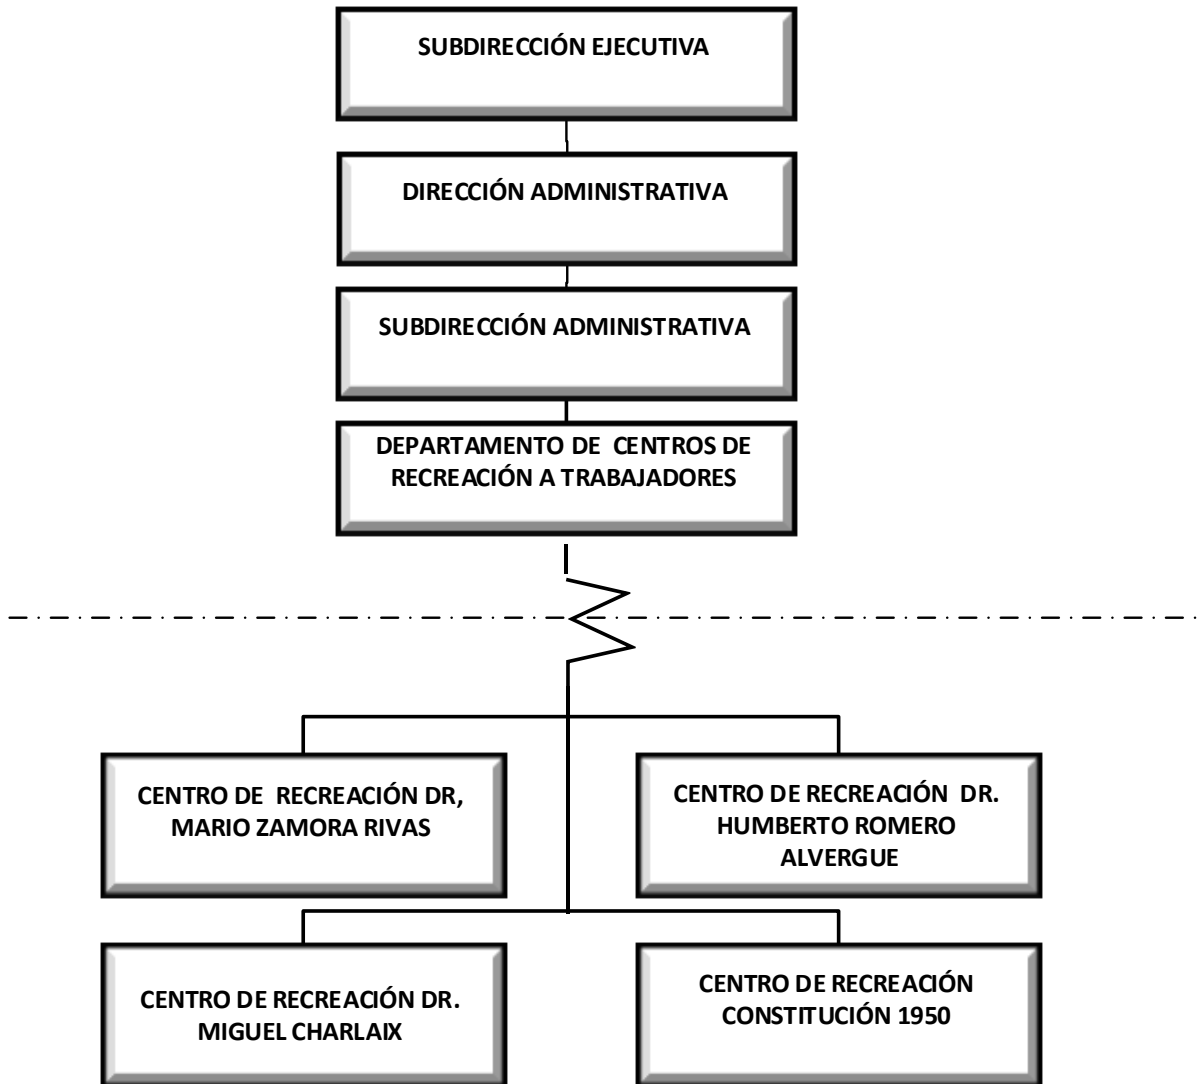 SUBDIRECCIÓN EJECUTIVA
DIRECCIÓN ADMINISTRATIVA
SUBDIRECCIÓN ADMINISTRATIVA
DEPARTAMENTO DE CENTROS DE
RECREACIÓN A TRABAJADORES
CENTRO DE RECREACIÓN DR,
MARIO ZAMORA RIVAS
CENTRO DE RECREACIÓN DR.
HUMBERTO ROMERO
ALVERGUE
CENTRO DE RECREACIÓN DR.
MIGUEL CHARLAIX
CENTRO DE RECREACIÓN
CONSTITUCIÓN 1950